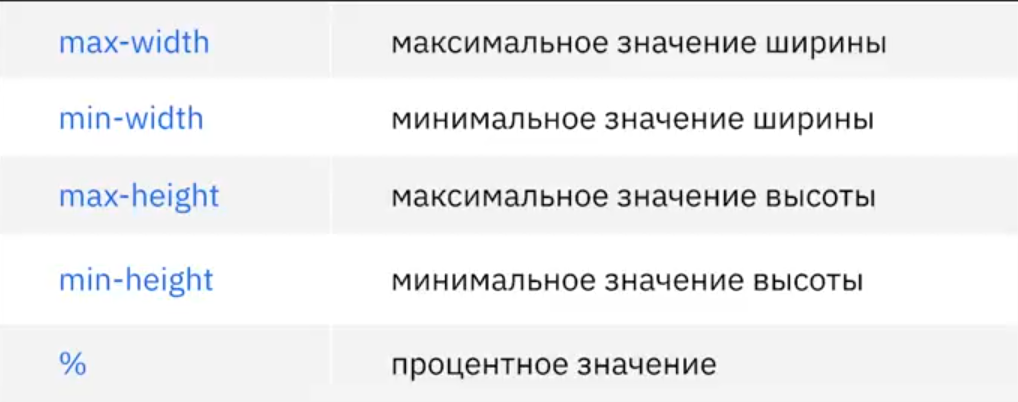 max-width максимальное значение ширины
min-width минимальное значение ширины
max-height максимальное значение высоты
min-height минимальное значение высоты
% процентное значение